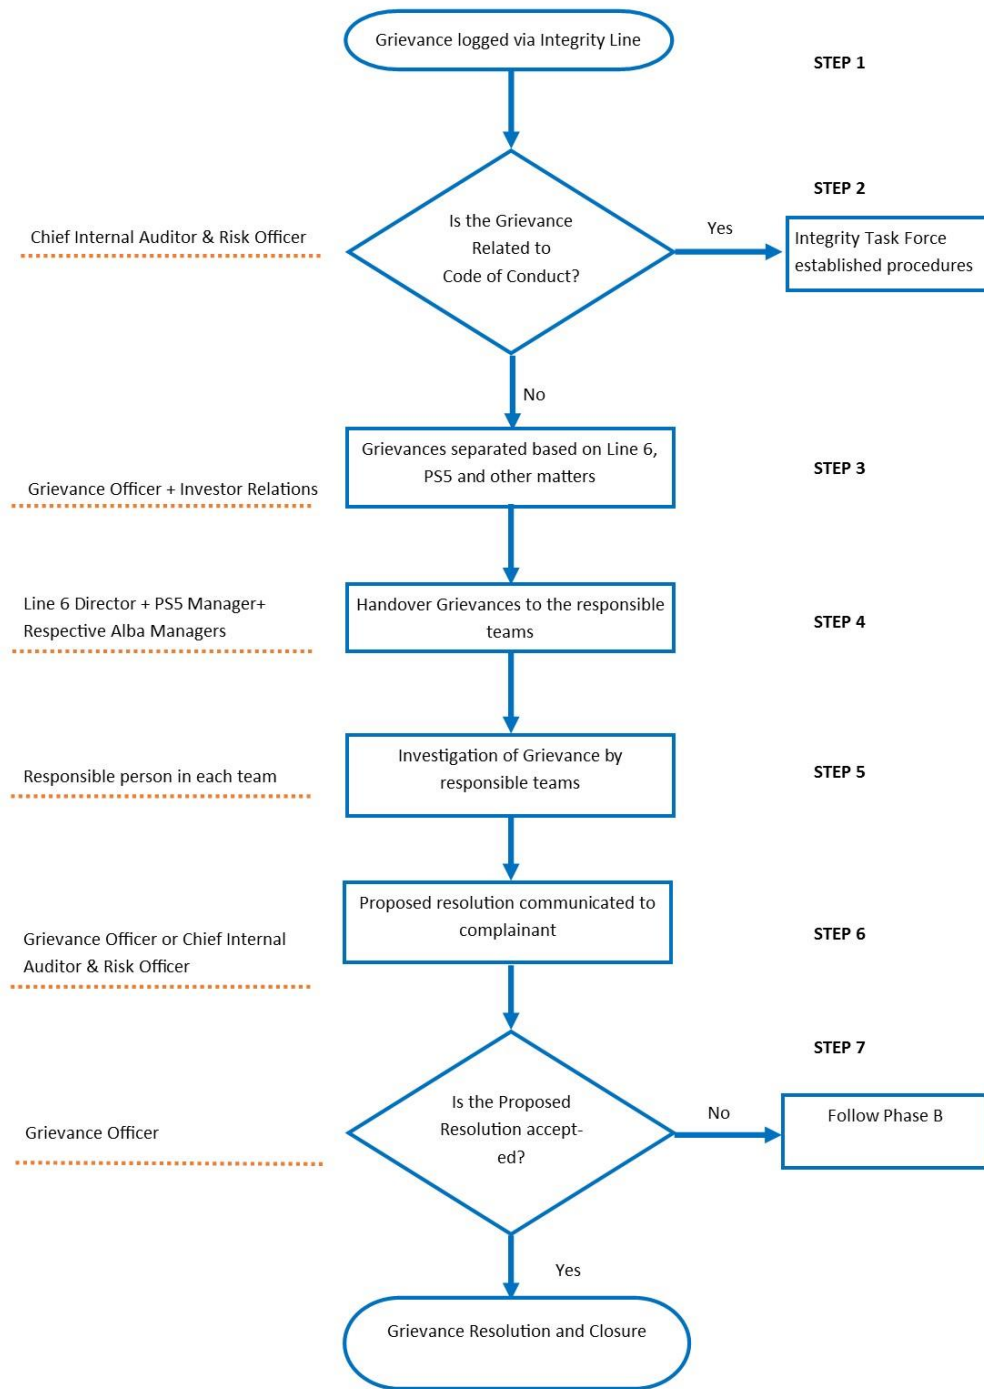 Grievance logged via Integrity Line
STEP 1
STEP 2
Chief Internal Auditor & Risk Officer
Is the Grievance
Related to
Code of Conduct?
Yes
Integrity Task Force
established procedures
No
Grievances separated based on Line 6,
PS5 and other matters
STEP 3
Grievance Officer + Investor Relations
Line 6 Director + PS5 Manager+
Respective Alba Managers
Handover Grievances to the responsible
teams
STEP 4
Responsible person in each team
Investigation of Grievance by
responsible teams
STEP 5
Grievance Officer or Chief Internal
Auditor & Risk Officer
Proposed resolution communicated to
complainant
STEP 6
STEP 7
Grievance Officer
Is the Proposed
Resolution accept-
ed?
No
Follow Phase B
Yes
Grievance Resolution and Closure